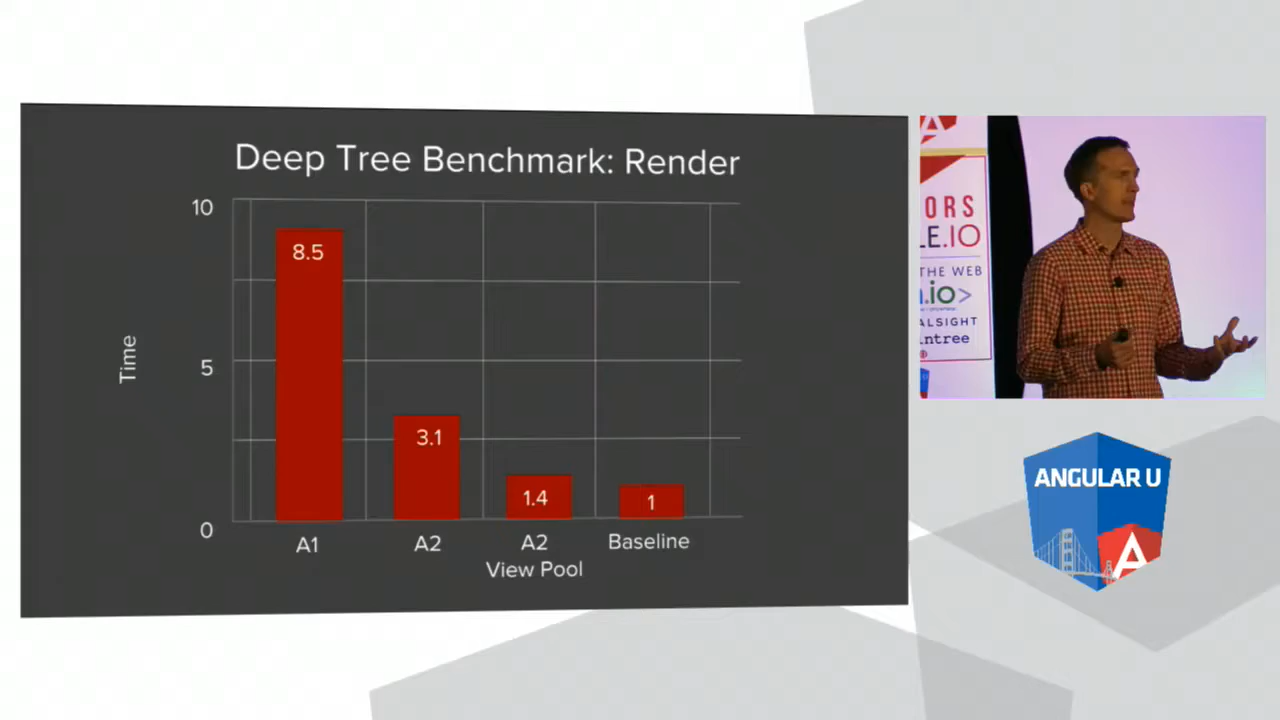 Deep Tree Benchmark: Render
10
5
0
Time
8.5
3.1
1.4
1
A1
A2
A2
View Pool
Baseline
ORS
LE.IO
THE WEB
.io>
ALSIGHT
ntree
ANGULAR U